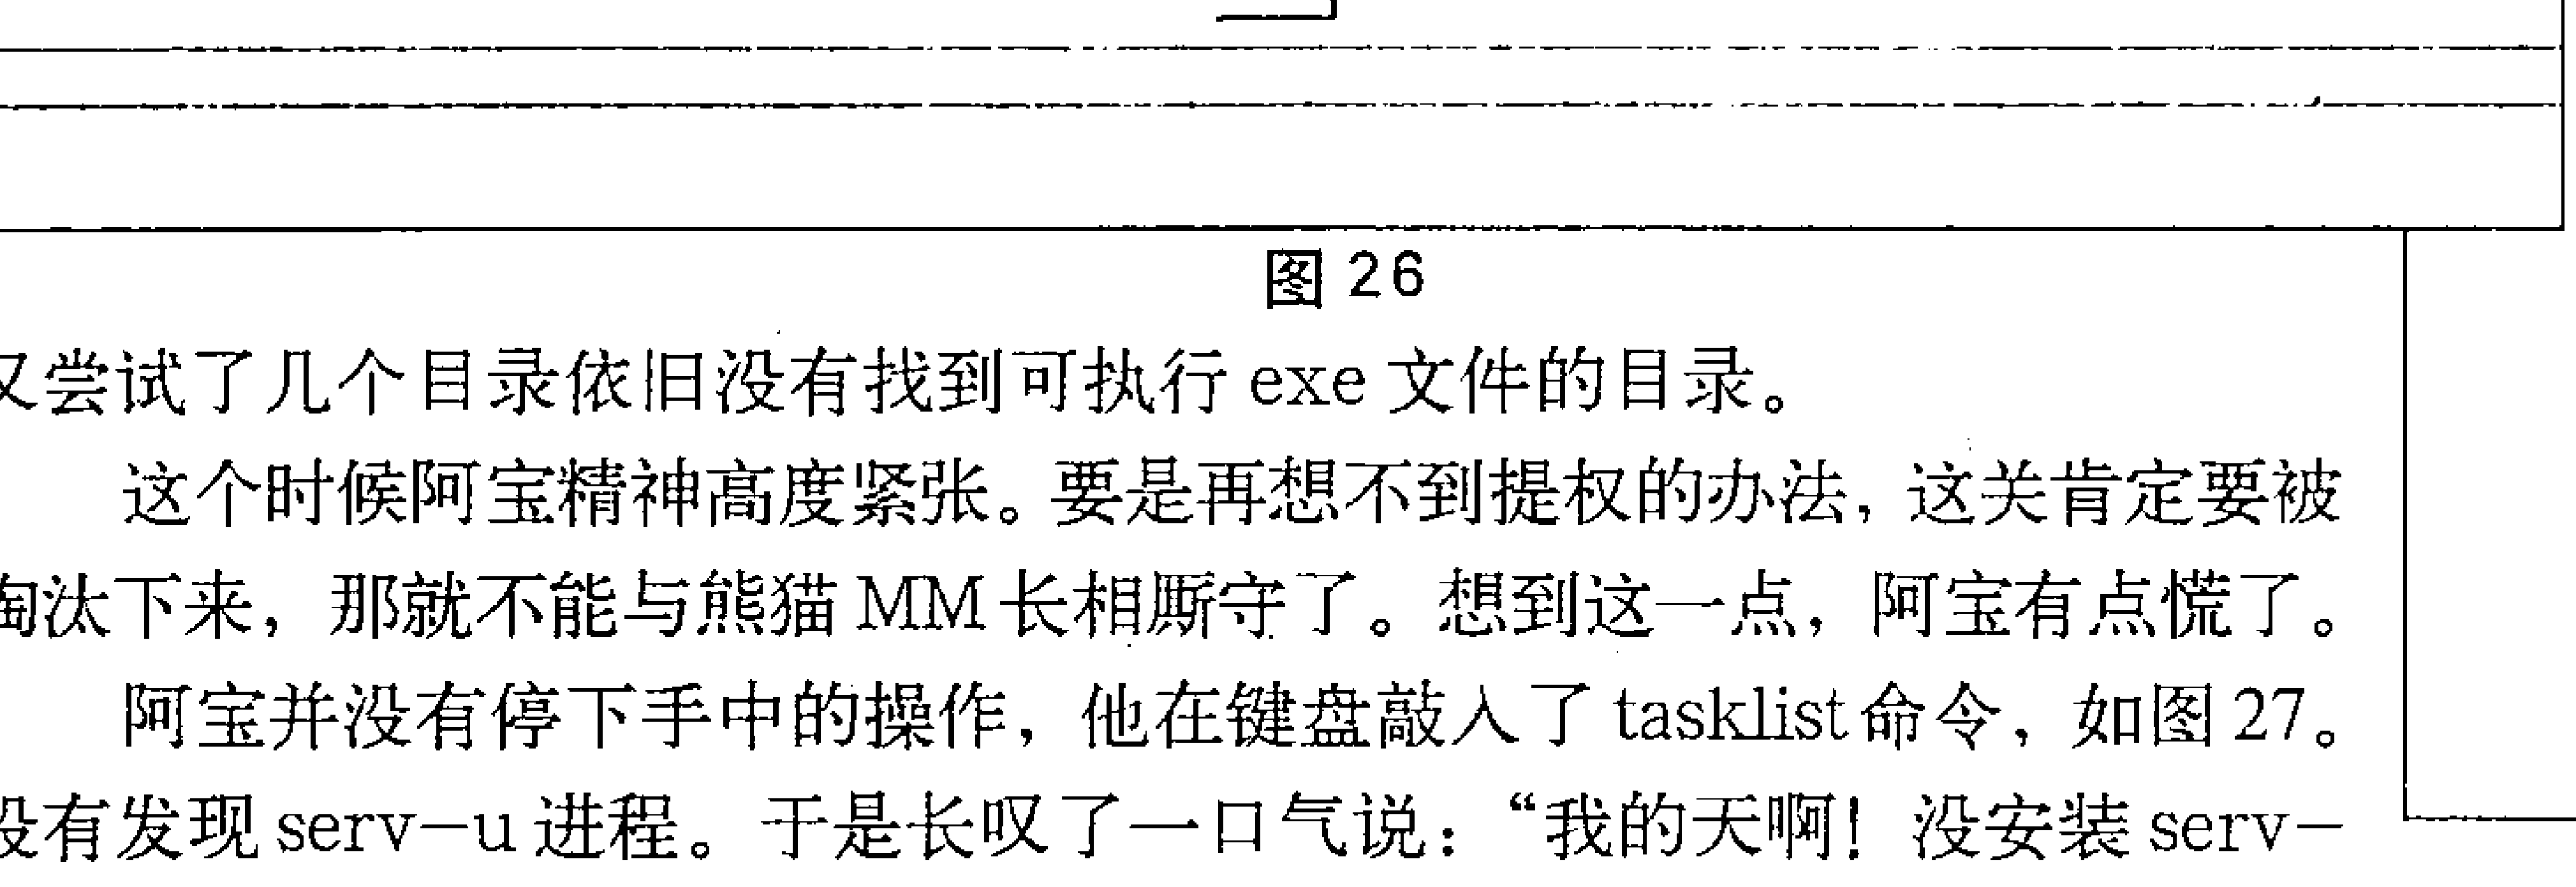 图 26
又尝试了几个目录依旧没有找到可执行 exe 文件的目录。
这个时候阿宝精神高度紧张。要是再想不到提权的办法，这关肯定要被
淘汰下来，那就不能与熊猫 MM 长相厮守了。想到这一点，阿宝有点慌了。
阿宝并没有停下手中的操作，他在键盘敲入了 tasklist 命令，如图 27。
没有发现 serv-u 进程。于是长叹了一口气说：“我的天啊！没安装 serv-